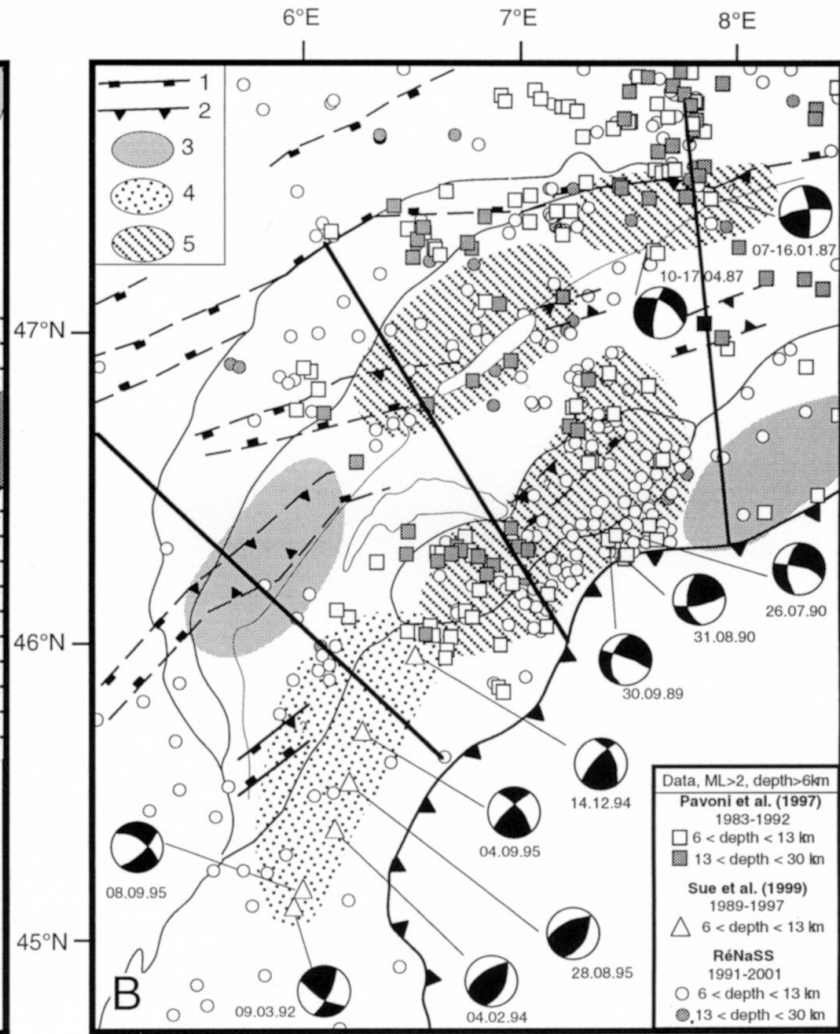 6°E 7°E 8°E
1
2
3
4
5
07-16.01.87
10-17.04.87
47°N
26.07.90
31.08.90
46°N
30.09.89
14.12.94
04.09.95
08.09.95
28.08.95
45°N
04.02.94
09.03.92
B
Data, ML>2, depth>6km
Pavoni et al. (1997)
1983-1992
6 < depth < 13 km
13 < depth < 30 km
Sue et al. (1999)
1989-1997
6 < depth < 13 km
RéNaSS
1991-2001
6 < depth < 13 km
13 < depth < 30 km